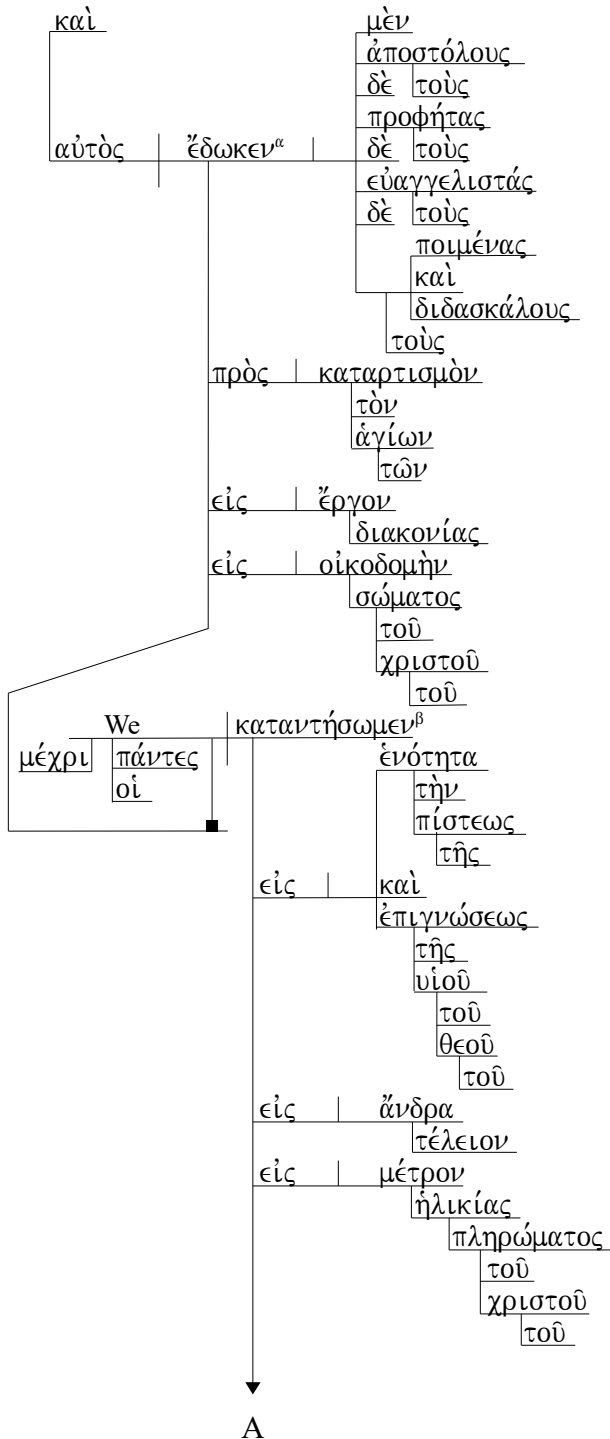 καὶ
μὲν
ἀποστόλους
δὲ τοὺς
προφήτας
αὐτὸς ἔδωκενα δὲ τοὺς
εὐαγγελιστάς
δὲ τοὺς
ποιμένας
καὶ
διδασκάλους
τοὺς
πρὸς καταρτισμὸν
τὸν
ἁγίων
τῶν
εἰς ἔργον
διακονίας
εἰς οἰκοδομὴν
σώματος
τοῦ
χριστοῦ
τοῦ
We καταντήσωμενβ
μέχρι πάντες ἑνότητα
οἱ τὴν
πίστεως
τῆς
εἰς καὶ
ἐπιγνώσεως
τῆς
υἱοῦ
τοῦ
θεοῦ
τοῦ
εἰς ἄνδρα
τέλειον
εἰς μέτρον
ἡλικίας
πληρώματος
τοῦ
χριστοῦ
τοῦ
A